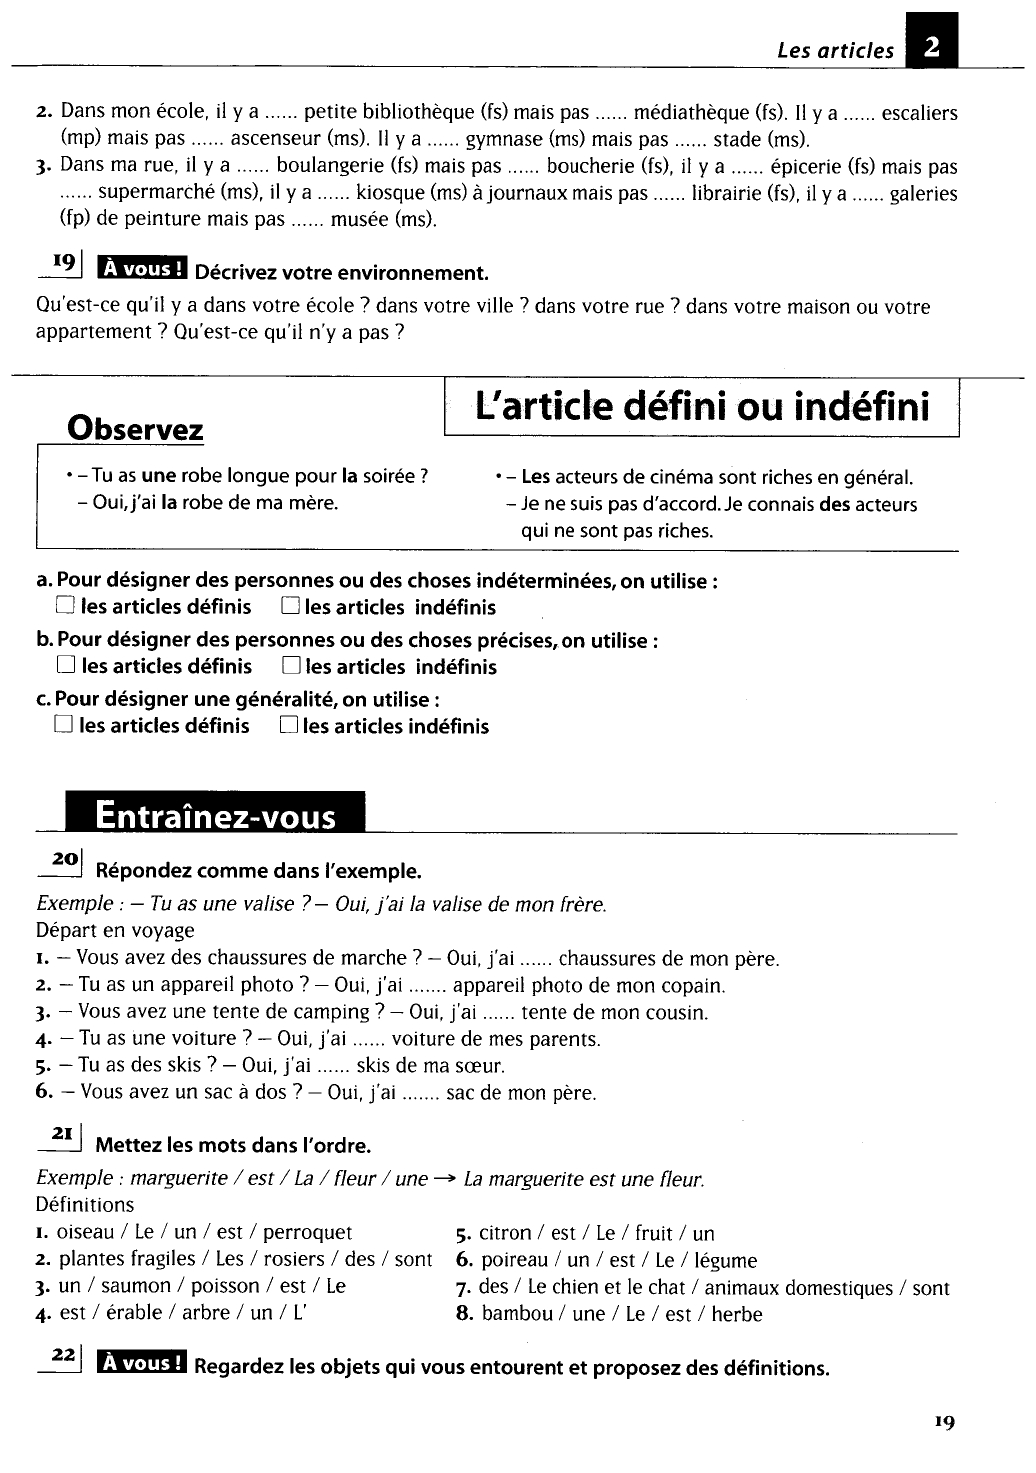 Les articles 2
2. Dans mon école, il y a ...... petite bibliothèque (fs) mais pas ...... médiathèque (fs). Il y a ...... escaliers
(mp) mais pas ...... ascenseur (ms). Il y a ...... gymnase (ms) mais pas ...... stade (ms).
3. Dans ma rue, il y a ...... boulangerie (fs) mais pas ...... boucherie (fs), il y a ...... épicerie (fs) mais pas
...... supermarché (ms), il y a ...... kiosque (ms) à journaux mais pas ...... librairie (fs), il y a ...... galeries
(fp) de peinture mais pas ...... musée (ms).
19 À vous ! Décrivez votre environnement.
Qu'est-ce qu'il y a dans votre école ? dans votre ville ? dans votre rue ? dans votre maison ou votre
appartement ? Qu'est-ce qu'il n'y a pas ?
L'article défini ou indéfini
Observez
• – Tu as une robe longue pour la soirée ?
– Oui, j'ai la robe de ma mère.
• – Les acteurs de cinéma sont riches en général.
– Je ne suis pas d'accord. Je connais des acteurs
qui ne sont pas riches.
a. Pour désigner des personnes ou des choses indéterminées, on utilise :
☐ les articles définis ☐ les articles indéfinis
b. Pour désigner des personnes ou des choses précises, on utilise :
☐ les articles définis ☐ les articles indéfinis
c. Pour désigner une généralité, on utilise :
☐ les articles définis ☐ les articles indéfinis
Entraînez-vous
20 Répondez comme dans l'exemple.
Exemple : – Tu as une valise ? – Oui, j'ai la valise de mon frère.
Départ en voyage
1. – Vous avez des chaussures de marche ? – Oui, j'ai ...... chaussures de mon père.
2. – Tu as un appareil photo ? – Oui, j'ai ....... appareil photo de mon copain.
3. – Vous avez une tente de camping ? – Oui, j'ai ...... tente de mon cousin.
4. – Tu as une voiture ? – Oui, j'ai ...... voiture de mes parents.
5. – Tu as des skis ? – Oui, j'ai ...... skis de ma sœur.
6. – Vous avez un sac à dos ? – Oui, j'ai ....... sac de mon père.
21 Mettez les mots dans l'ordre.
Exemple : marguerite / est / La / fleur / une → La marguerite est une fleur.
Définitions
1. oiseau / Le / un / est / perroquet
2. plantes fragiles / Les / rosiers / des / sont
3. un / saumon / poisson / est / Le
4. est / érable / arbre / un / L'
5. citron / est / Le / fruit / un
6. poireau / un / est / Le / légume
7. des / Le chien et le chat / animaux domestiques / sont
8. bambou / une / Le / est / herbe
22 À vous ! Regardez les objets qui vous entourent et proposez des définitions.
19